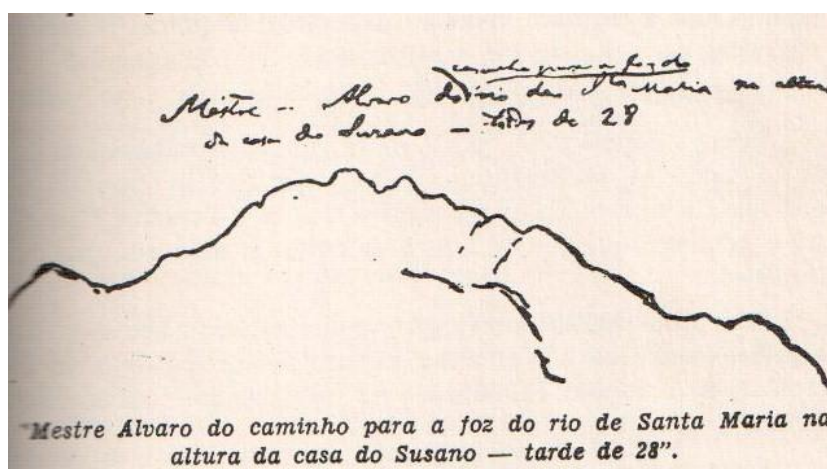 caminho para a foz do
Mestre - Alvaro do rio de Sta Maria na altura
da casa do Susano — tarde de 28
"Mestre Alvaro do caminho para a foz do rio de Santa Maria na
altura da casa do Susano — tarde de 28".